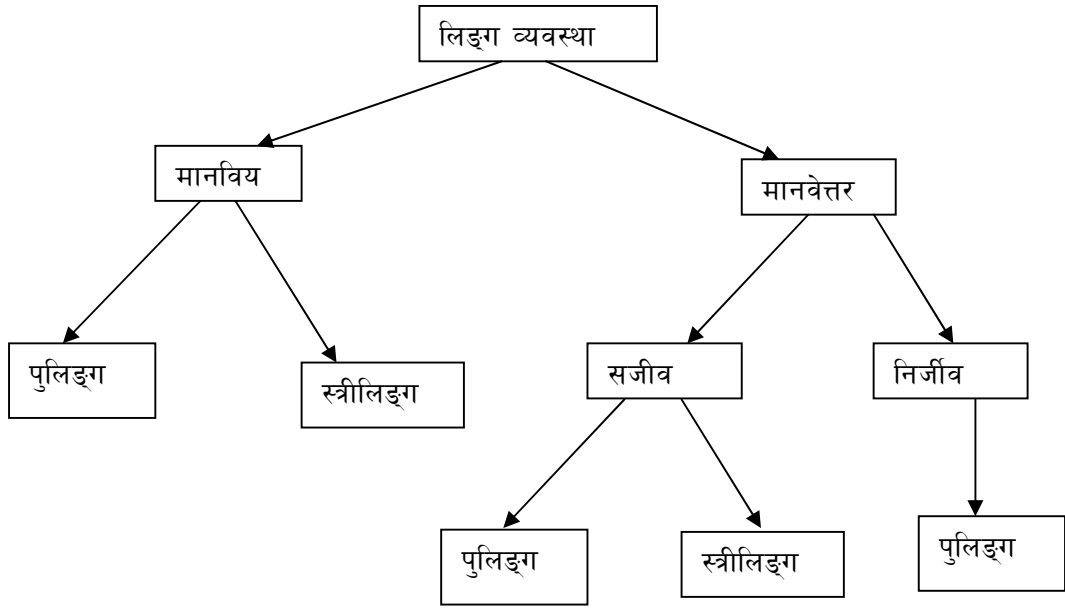 लिङ्ग व्यवस्था
मानविय
मानवेत्तर
पुलिङ्ग
स्त्रीलिङ्ग
सजीव
निर्जीव
पुलिङ्ग
स्त्रीलिङ्ग
पुलिङ्ग